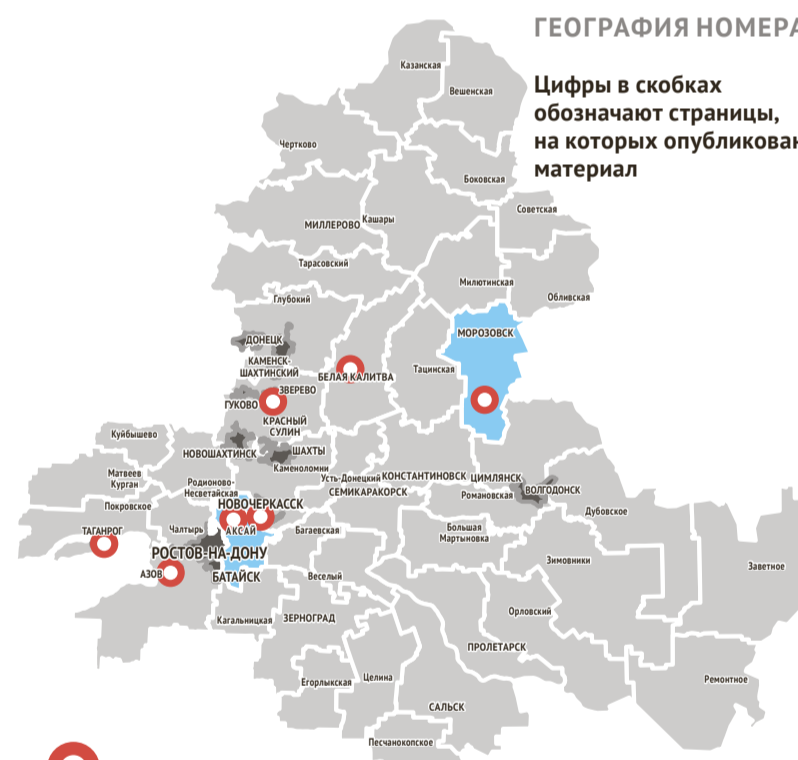 ГЕОГРАФИЯ НОМЕРА
Цифры в скобках
обозначают страницы,
на которых опубликован
материал
Казанская
Вешенская
Чертково
Боковская
Советская
МИЛЛЕРОВО
Кашары
Тарасовский
Милютинская
Обливская
Глубокий
МОРОЗОВСК
ДОНЕЦК
КАМЕНСК-
ШАХТИНСКИЙ
БЕЛАЯ КАЛИТВА
Тацинская
ЗВЕРЕВО
ГУКОВО
КРАСНЫЙ
СУЛИН
Куйбышево
НОВОШАХТИНСК
ШАХТЫ
Каменоломни
Матвеев
Курган
Родионово-
Несветайская
Усть-Донецкий
КОНСТАНТИНОВСК
ЦИМЛЯНСК
СЕМИКАРАКОРСК
Романовская
ВОЛГОДОНСК
Покровское
НОВОЧЕРКАССК
Дубовское
ТАГАНРОГ
Чалтырь
АКСАЙ
Багаевская
Большая
Мартыновка
РОСТОВ-НА-ДОНУ
Зимовники
Заветное
АЗОВ
БАТАЙСК
Веселый
Кагальницкая
ЗЕРНОГРАД
Орловский
ПРОЛЕТАРСК
Егорлыкская
Целина
Ремонтное
САЛЬСК
Песчанокопское